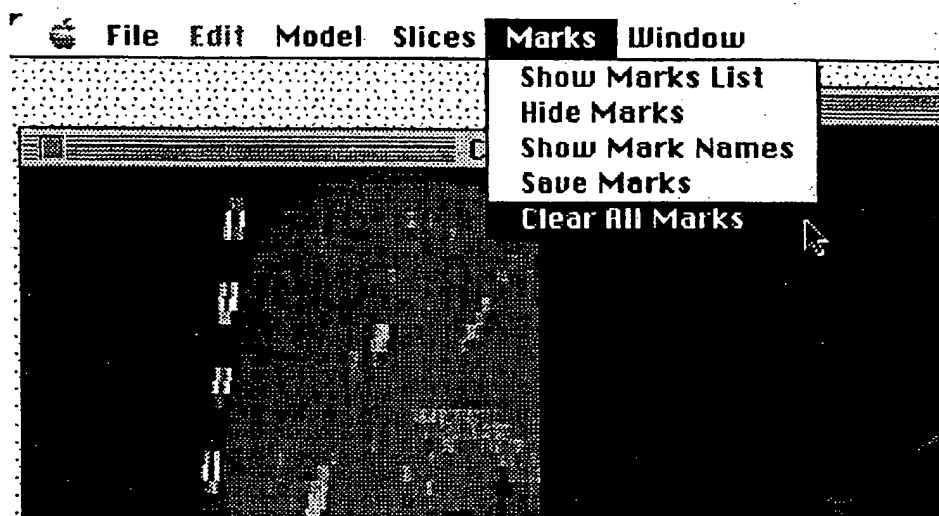 File Edit Model Slices Marks Window
Show Marks List
Hide Marks
Show Mark Names
Save Marks
Clear All Marks